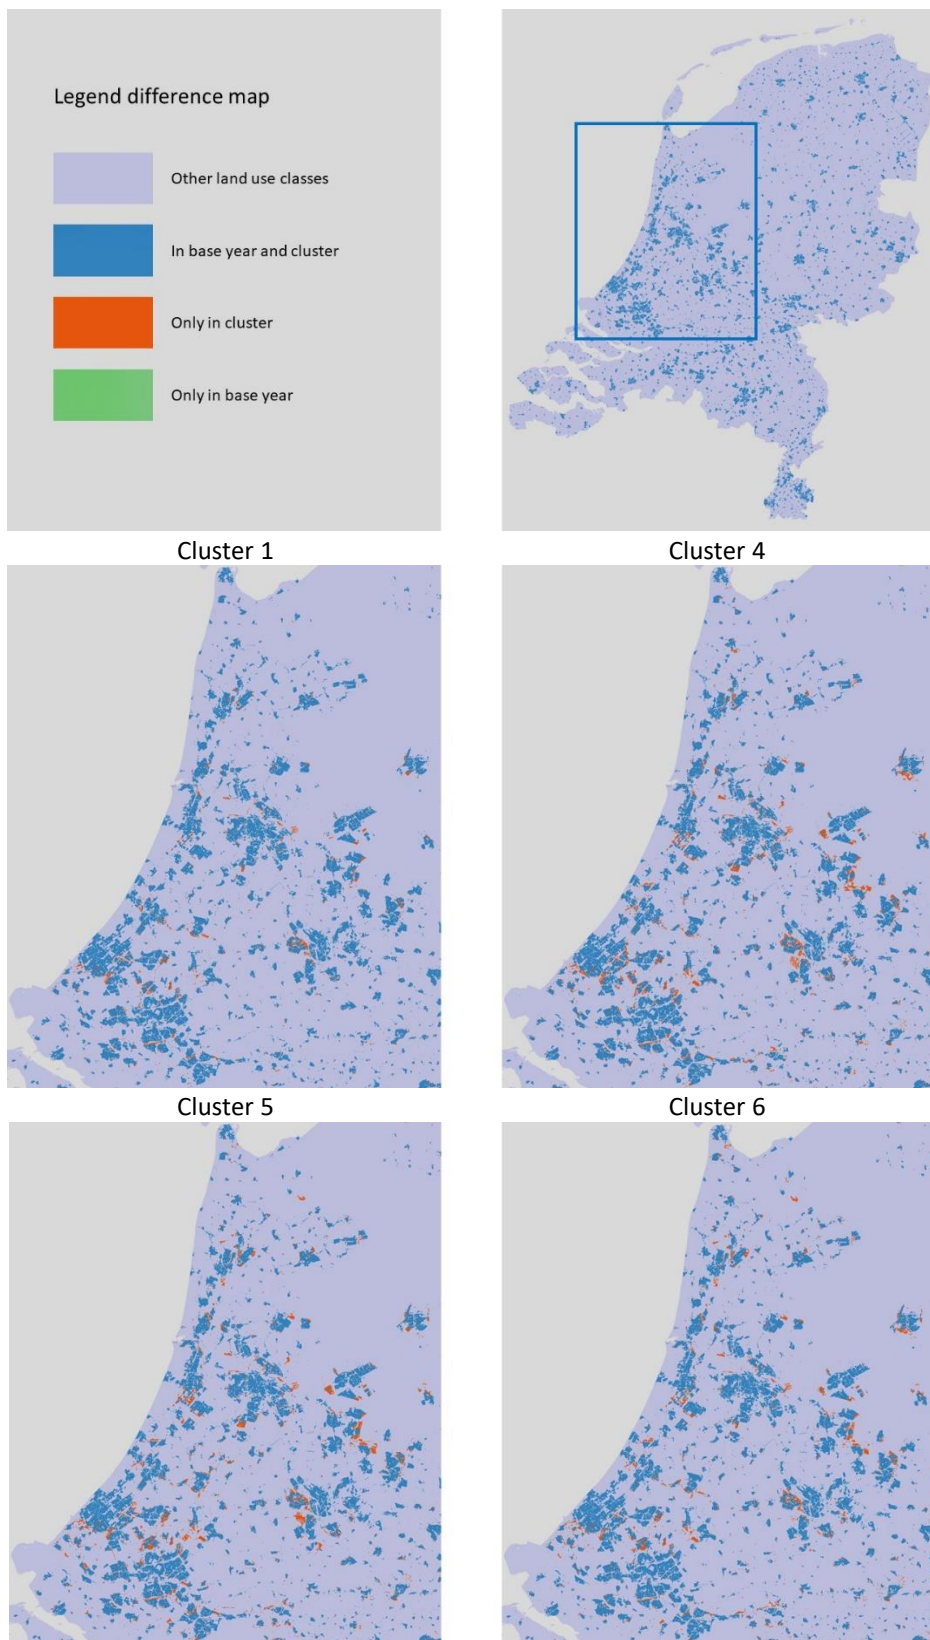 Legend difference map
Other land use classes
In base year and cluster
Only in cluster
Only in base year
Cluster 1
Cluster 4
Cluster 5
Cluster 6